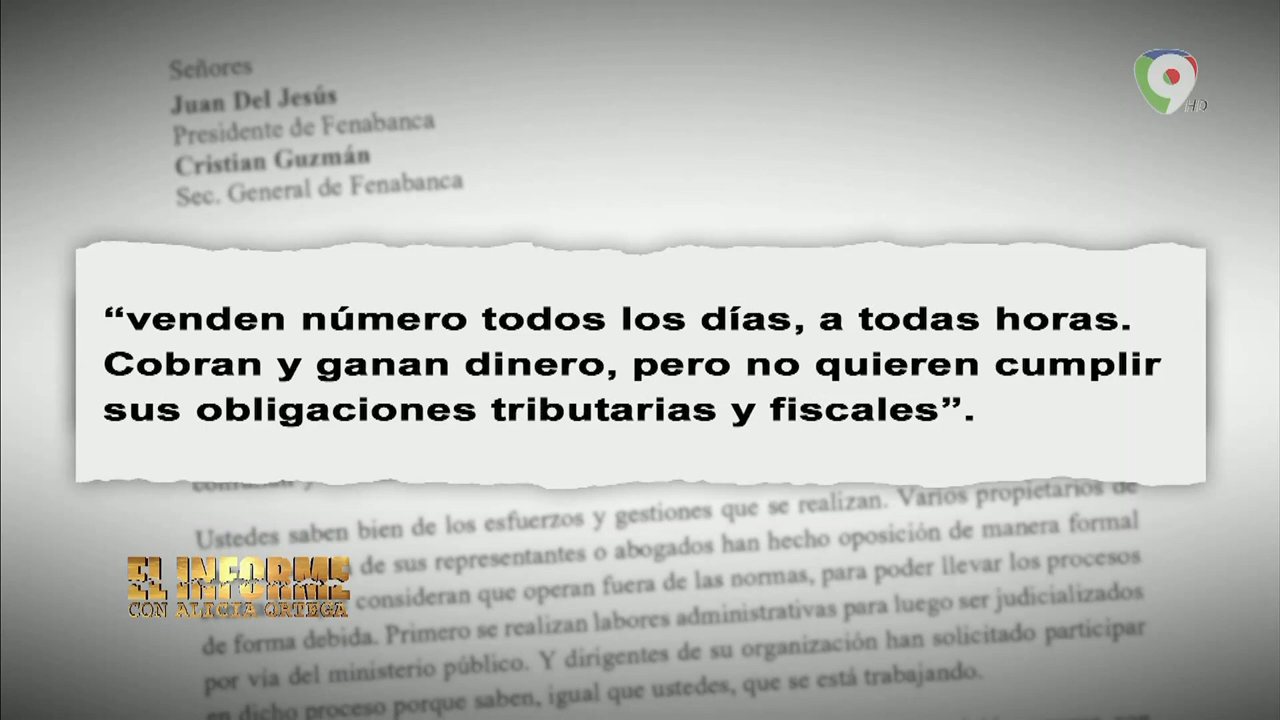 Señores
Juan Del Jesús
Presidente de Fenabanca
Cristian Guzmán
Sec. General de Fenabanca
9
HD
“venden número todos los días, a todas horas.
Cobran y ganan dinero, pero no quieren cumplir
sus obligaciones tributarias y fiscales”.
Ustedes saben bien de los esfuerzos y gestiones que se realizan. Varios propietarios de
de sus representantes o abogados han hecho oposición de manera formal
consideran que operan fuera de las normas, para poder llevar los procesos
de forma debida. Primero se realizan labores administrativas para luego ser judicializados
por vía del ministerio público. Y dirigentes de su organización han solicitado participar
en dicho proceso porque saben, igual que ustedes, que se está trabajando.
EL INFORME
CON ALICIA ORTEGA